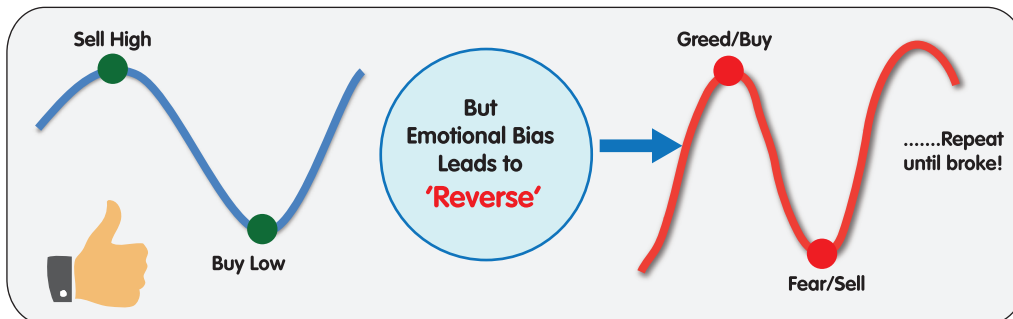 Sell High
Buy Low
But
Emotional Bias
Leads to
‘Reverse’
Greed/Buy
Fear/Sell
.......Repeat
until broke!